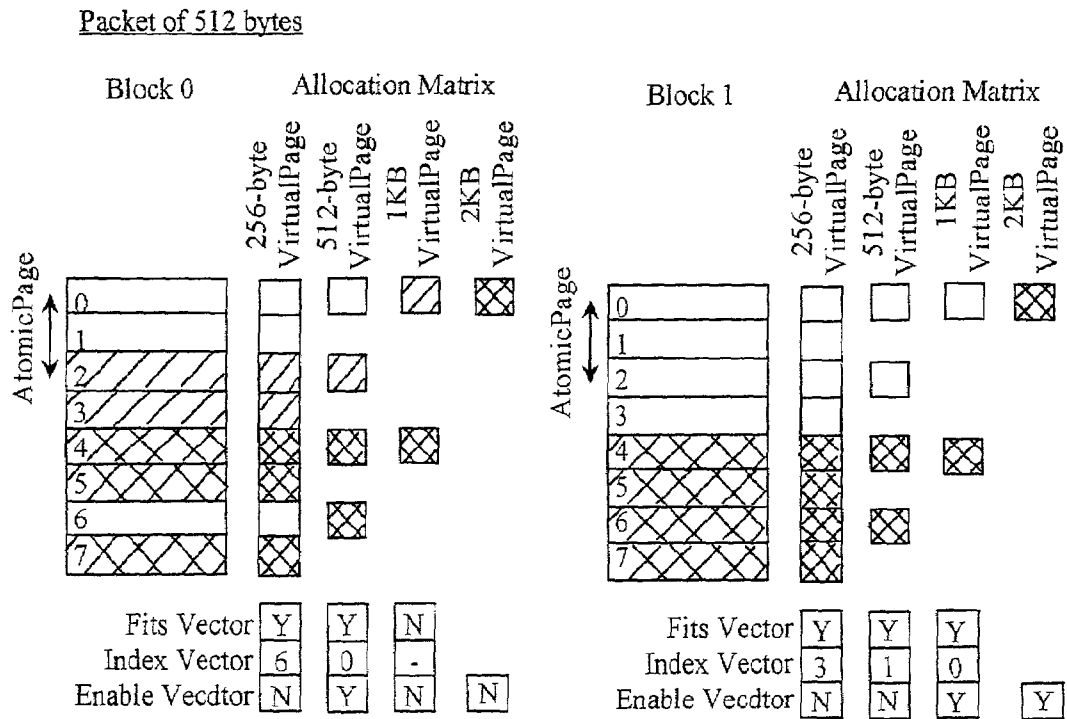 Packet of 512 bytes
Block 0
Allocation Matrix
256-byte
VirtualPage
512-byte
VirtualPage
1KB
VirtualPage
2KB
VirtualPage
AtomicPage
0
1
2
3
4
5
6
7
Fits Vector Y Y N
Index Vector 6 0 -
Enable Vecdtor N Y N N
Block 1
Allocation Matrix
256-byte
VirtualPage
512-byte
VirtualPage
1KB
VirtualPage
2KB
VirtualPage
AtomicPage
0
1
2
3
4
5
6
7
Fits Vector Y Y Y
Index Vector 3 1 0
Enable Vecdtor N N Y Y